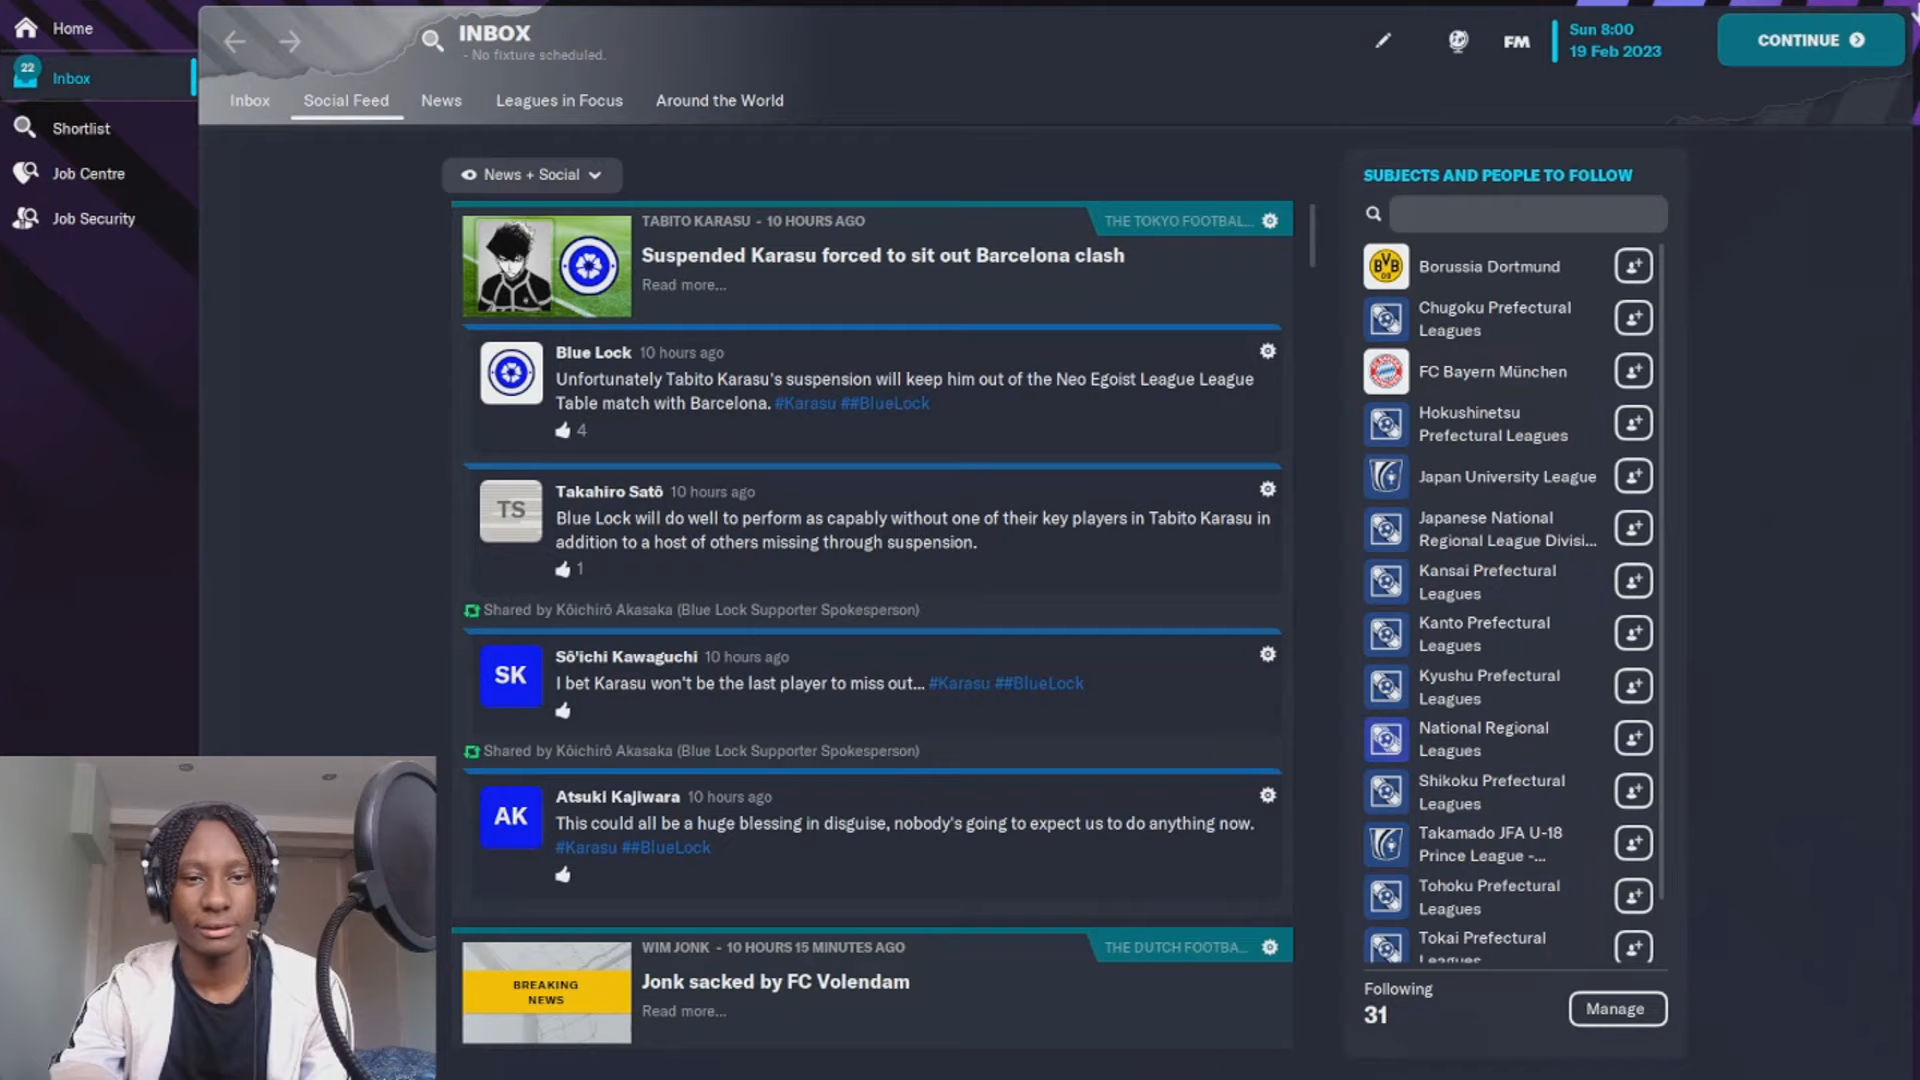 Home
22
Inbox
Shortlist
Job Centre
Job Security
INBOX
- No fixture scheduled.
FM
Sun 8:00
19 Feb 2023
CONTINUE
Inbox
Social Feed
News
Leagues in Focus
Around the World
News + Social
TABITO KARASU - 10 HOURS AGO
THE TOKYO FOOTBAL...
Suspended Karasu forced to sit out Barcelona clash
Read more...
Blue Lock 10 hours ago
Unfortunately Tabito Karasu's suspension will keep him out of the Neo Egoist League League
Table match with Barcelona. #Karasu ##BlueLock
4
TS
Takahiro Satô 10 hours ago
Blue Lock will do well to perform as capably without one of their key players in Tabito Karasu in
addition to a host of others missing through suspension.
1
Shared by Kôichirô Akasaka (Blue Lock Supporter Spokesperson)
SK
Sô'ichi Kawaguchi 10 hours ago
I bet Karasu won't be the last player to miss out... #Karasu ##BlueLock
Shared by Kôichirô Akasaka (Blue Lock Supporter Spokesperson)
AK
Atsuki Kajiwara 10 hours ago
This could all be a huge blessing in disguise, nobody's going to expect us to do anything now.
#Karasu ##BlueLock
WIM JONK - 10 HOURS 15 MINUTES AGO
THE DUTCH FOOTBA...
BREAKING
NEWS
Jonk sacked by FC Volendam
Read more...
SUBJECTS AND PEOPLE TO FOLLOW
BVB
09
Borussia Dortmund
Chugoku Prefectural
Leagues
FC Bayern München
Hokushinetsu
Prefectural Leagues
Japan University League
Japanese National
Regional League Divisi...
Kansai Prefectural
Leagues
Kanto Prefectural
Leagues
Kyushu Prefectural
Leagues
National Regional
Leagues
Shikoku Prefectural
Leagues
Takamado JFA U-18
Prince League -...
Tohoku Prefectural
Leagues
Tokai Prefectural
Leagues
Following
31
Manage